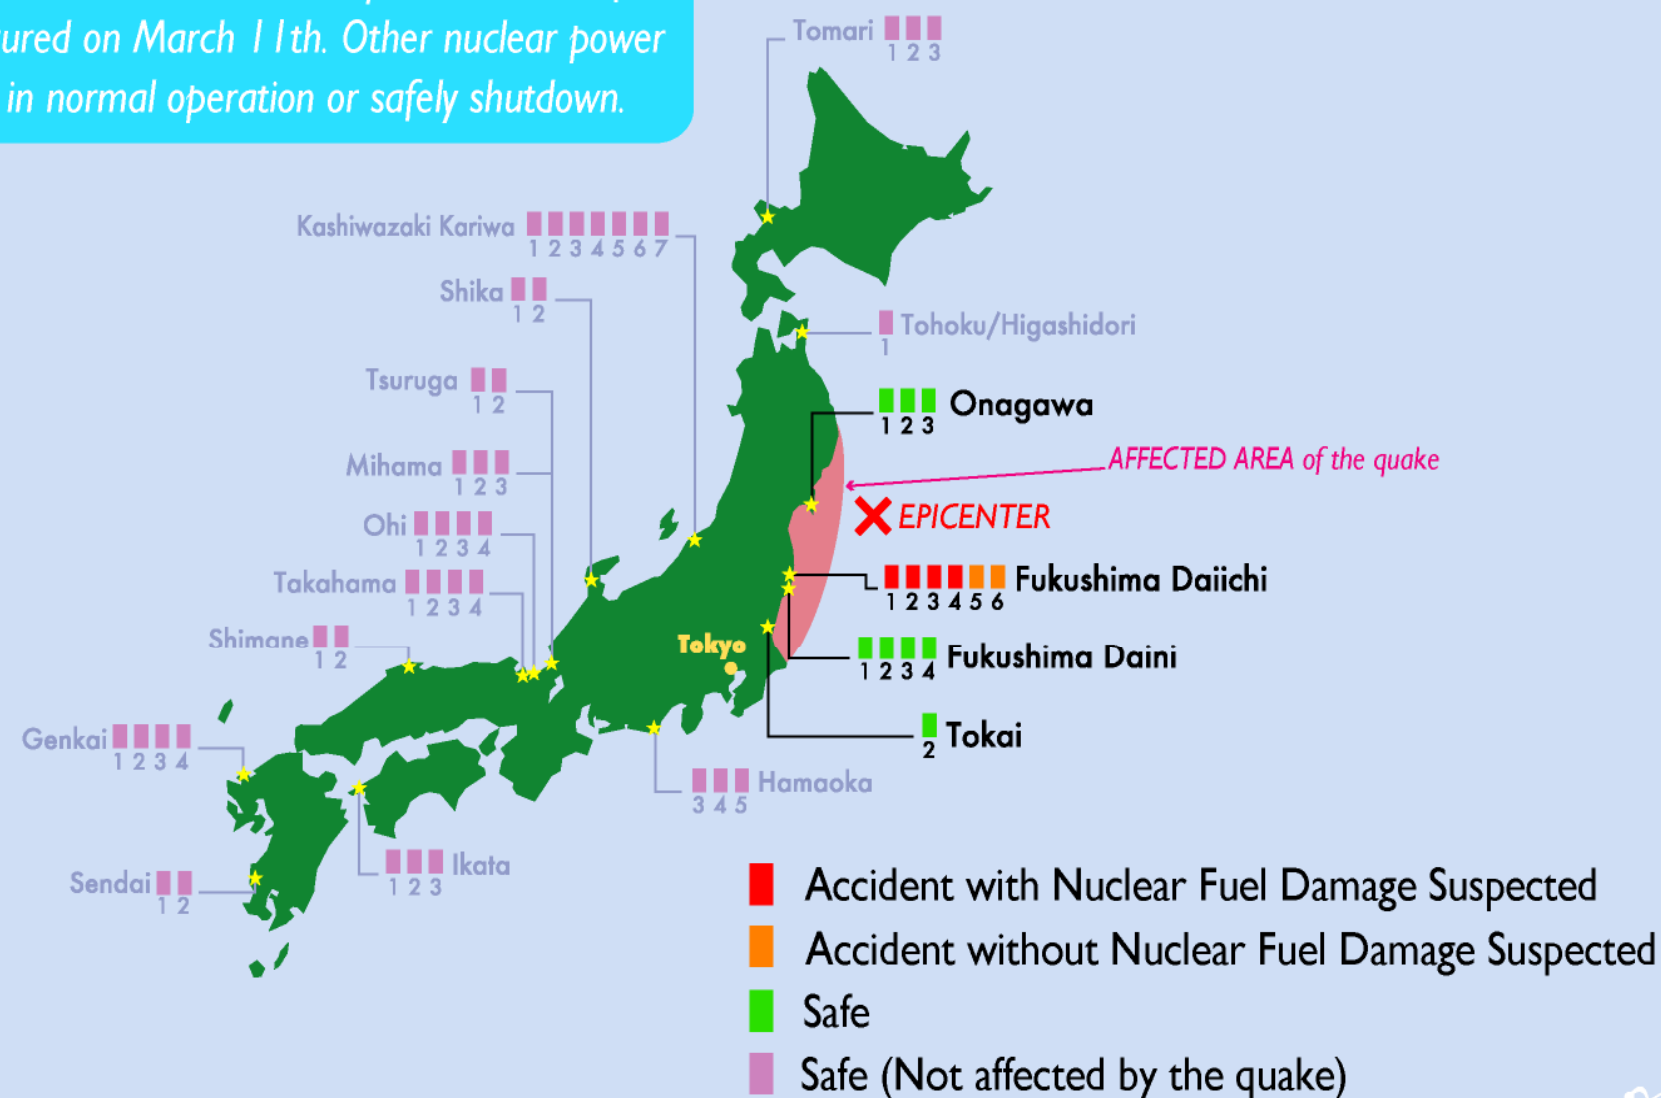 ured on March 11th. Other nuclear power
in normal operation or safely shutdown.
Tomari
1 2 3
Kashiwazaki Kariwa
1 2 3 4 5 6 7
Shika
1 2
Tohoku/Higashidori
1
Tsuruga
1 2
Onagawa
1 2 3
AFFECTED AREA of the quake
Mihama
1 2 3
EPICENTER
Ohi
1 2 3 4
Takahama
1 2 3 4
Fukushima Daiichi
1 2 3 4 5 6
Shimane
1 2
Tokyo
Fukushima Daini
1 2 3 4
Genkai
1 2 3 4
Tokai
2
Hamaoka
3 4 5
Ikata
1 2 3
Sendai
1 2
Accident with Nuclear Fuel Damage Suspected
Accident without Nuclear Fuel Damage Suspected
Safe
Safe (Not affected by the quake)